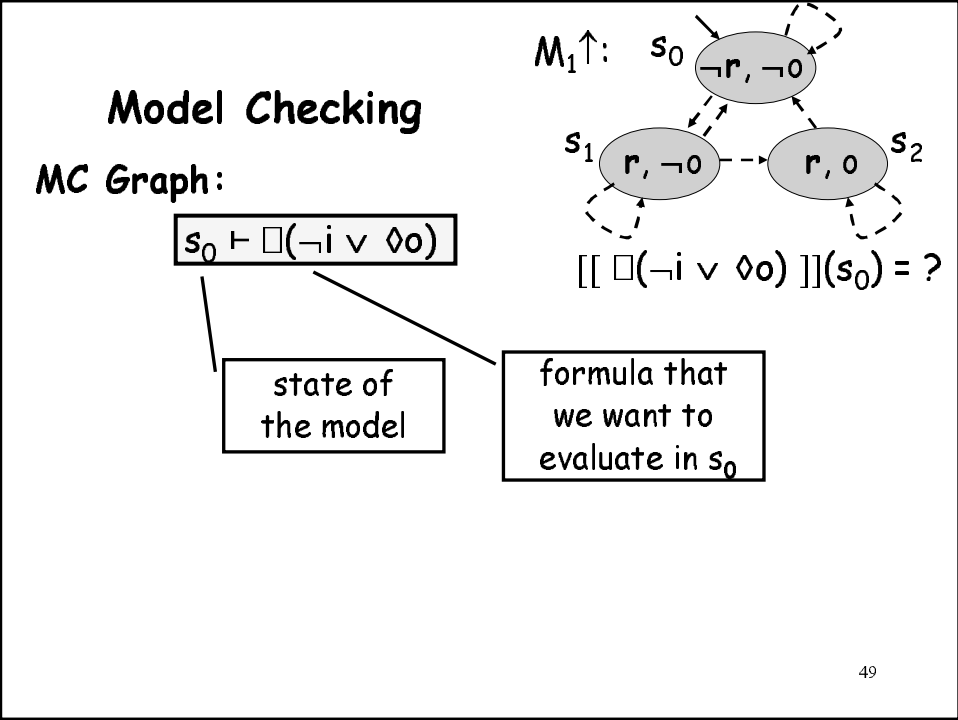 M₁↑:
s₀
¬r, ¬o
Model Checking
s₁
r, ¬o
r, o
s₂
MC Graph:
s₀ ⊢ □(¬i ∨ ◊o)
[[ □(¬i ∨ ◊o) ]](s₀) = ?
state of
the model
formula that
we want to
evaluate in s₀
49